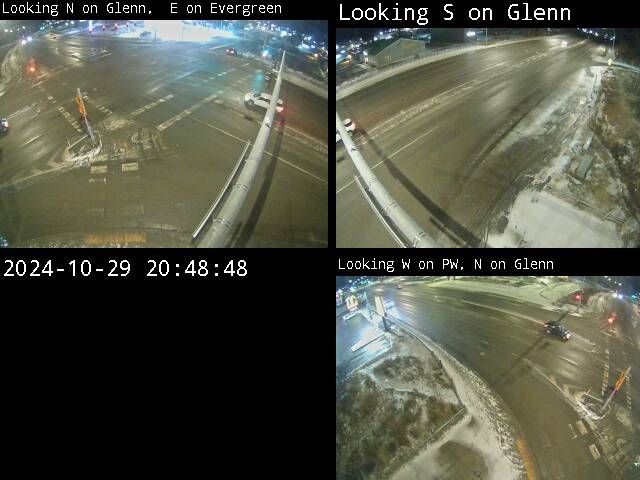 Looking N on Glenn,  E on Evergreen
Looking S on Glenn
2024-10-29 20:48:48
Looking W on PW, N on Glenn